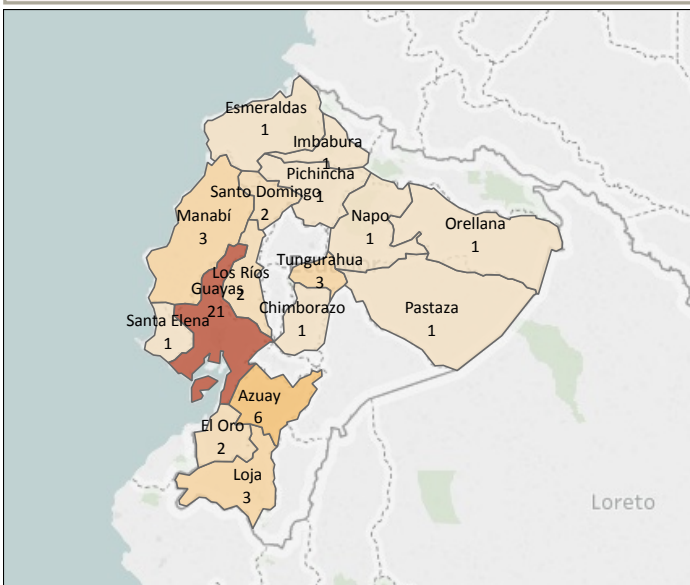 Esmeraldas
1
Imbabura
1
Pichincha
1
Santo Domingo
2
Manabí
3
Napo
1
Orellana
1
Tungurahua
3
Los Ríos
2
Guayas
21
Santa Elena
1
Chimborazo
1
Pastaza
1
Azuay
6
El Oro
2
Loja
3
Loreto